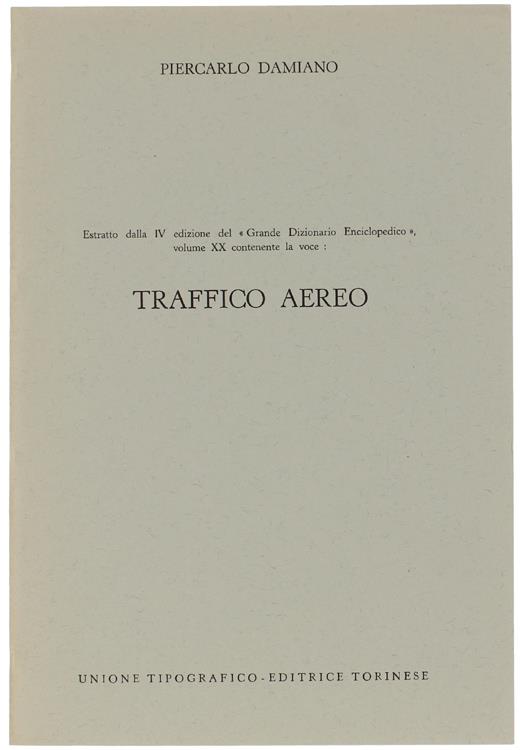 PIERCARLO DAMIANO
Estratto dalla IV edizione del « Grande Dizionario Enciclopedico »,
volume XX contenente la voce :
TRAFFICO AEREO
UNIONE TIPOGRAFICO-EDITRICE TORINESE